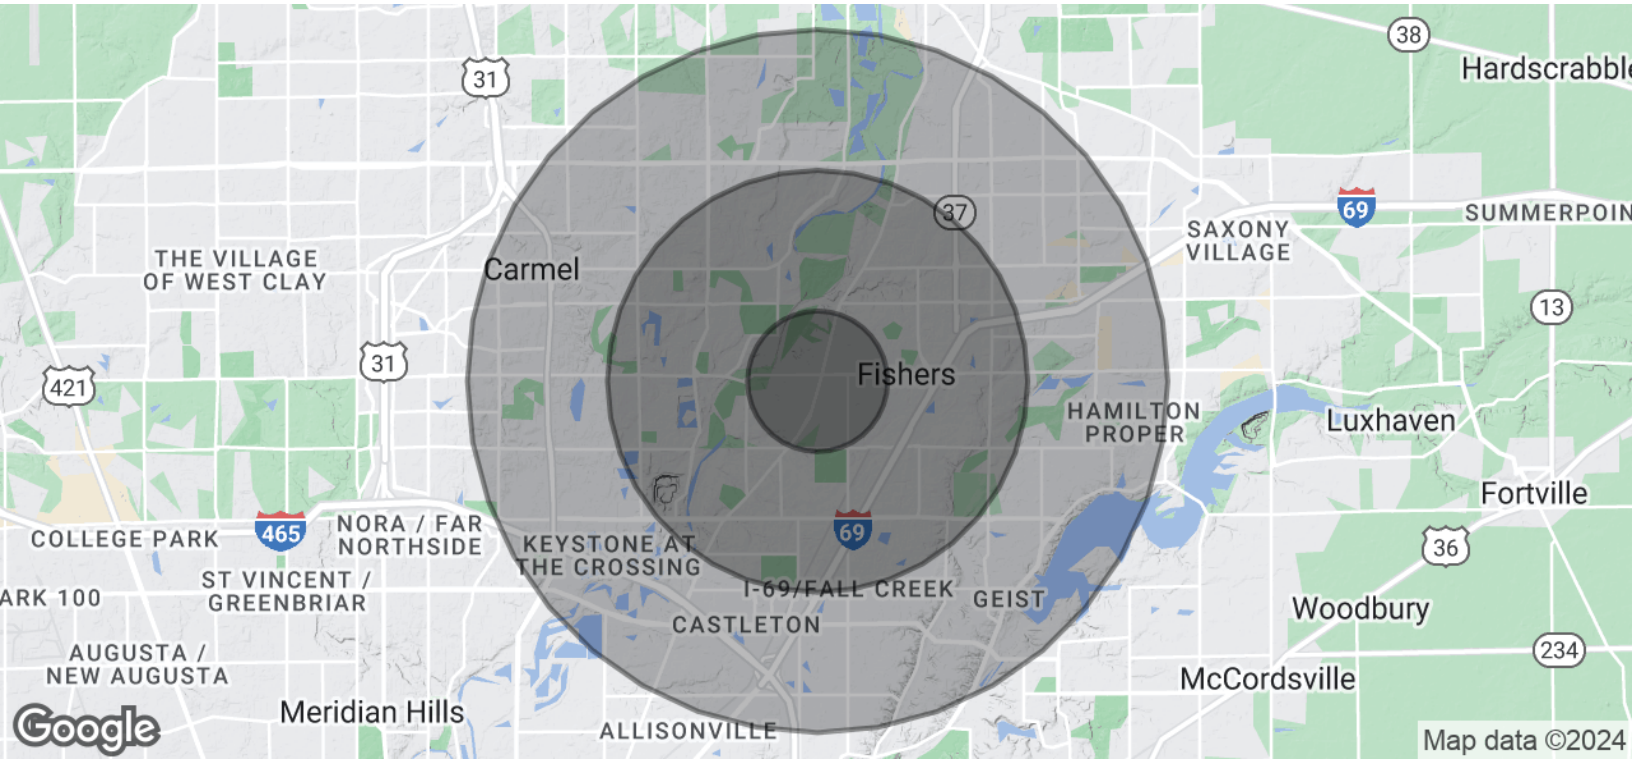 38
Hardscrabble
31
37
69
SUMMERPOIN
SAXONY
VILLAGE
THE VILLAGE
OF WEST CLAY
Carmel
13
31
421
Fishers
HAMILTON
PROPER
Luxhaven
Fortville
465
COLLEGE PARK
NORA / FAR
NORTHSIDE
69
36
KEYSTONE AT
THE CROSSING
ST VINCENT /
GREENBRIAR
ARK 100
I-69/FALL CREEK
GEIST
Woodbury
CASTLETON
234
AUGUSTA /
NEW AUGUSTA
McCordsville
Meridian Hills
ALLISONVILLE
Google
Map data ©2024